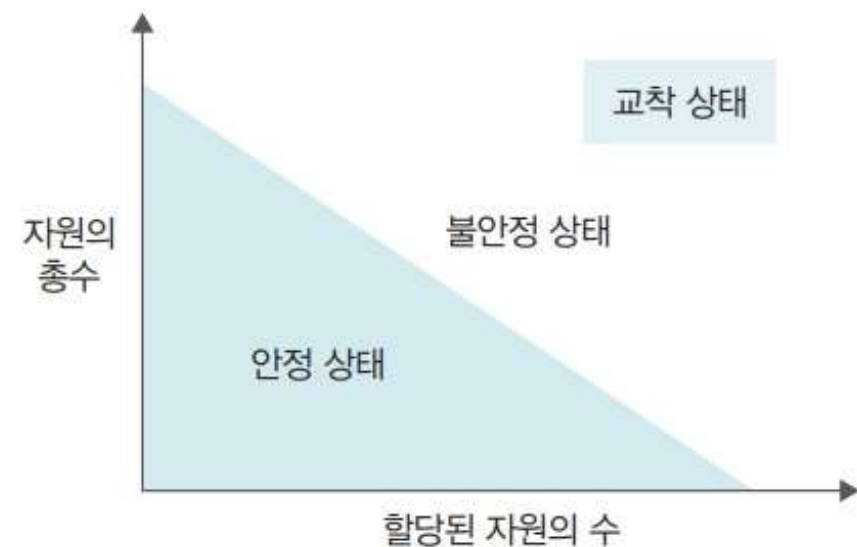 교착 상태
불안정 상태
자원의
총수
안정 상태
할당된 자원의 수